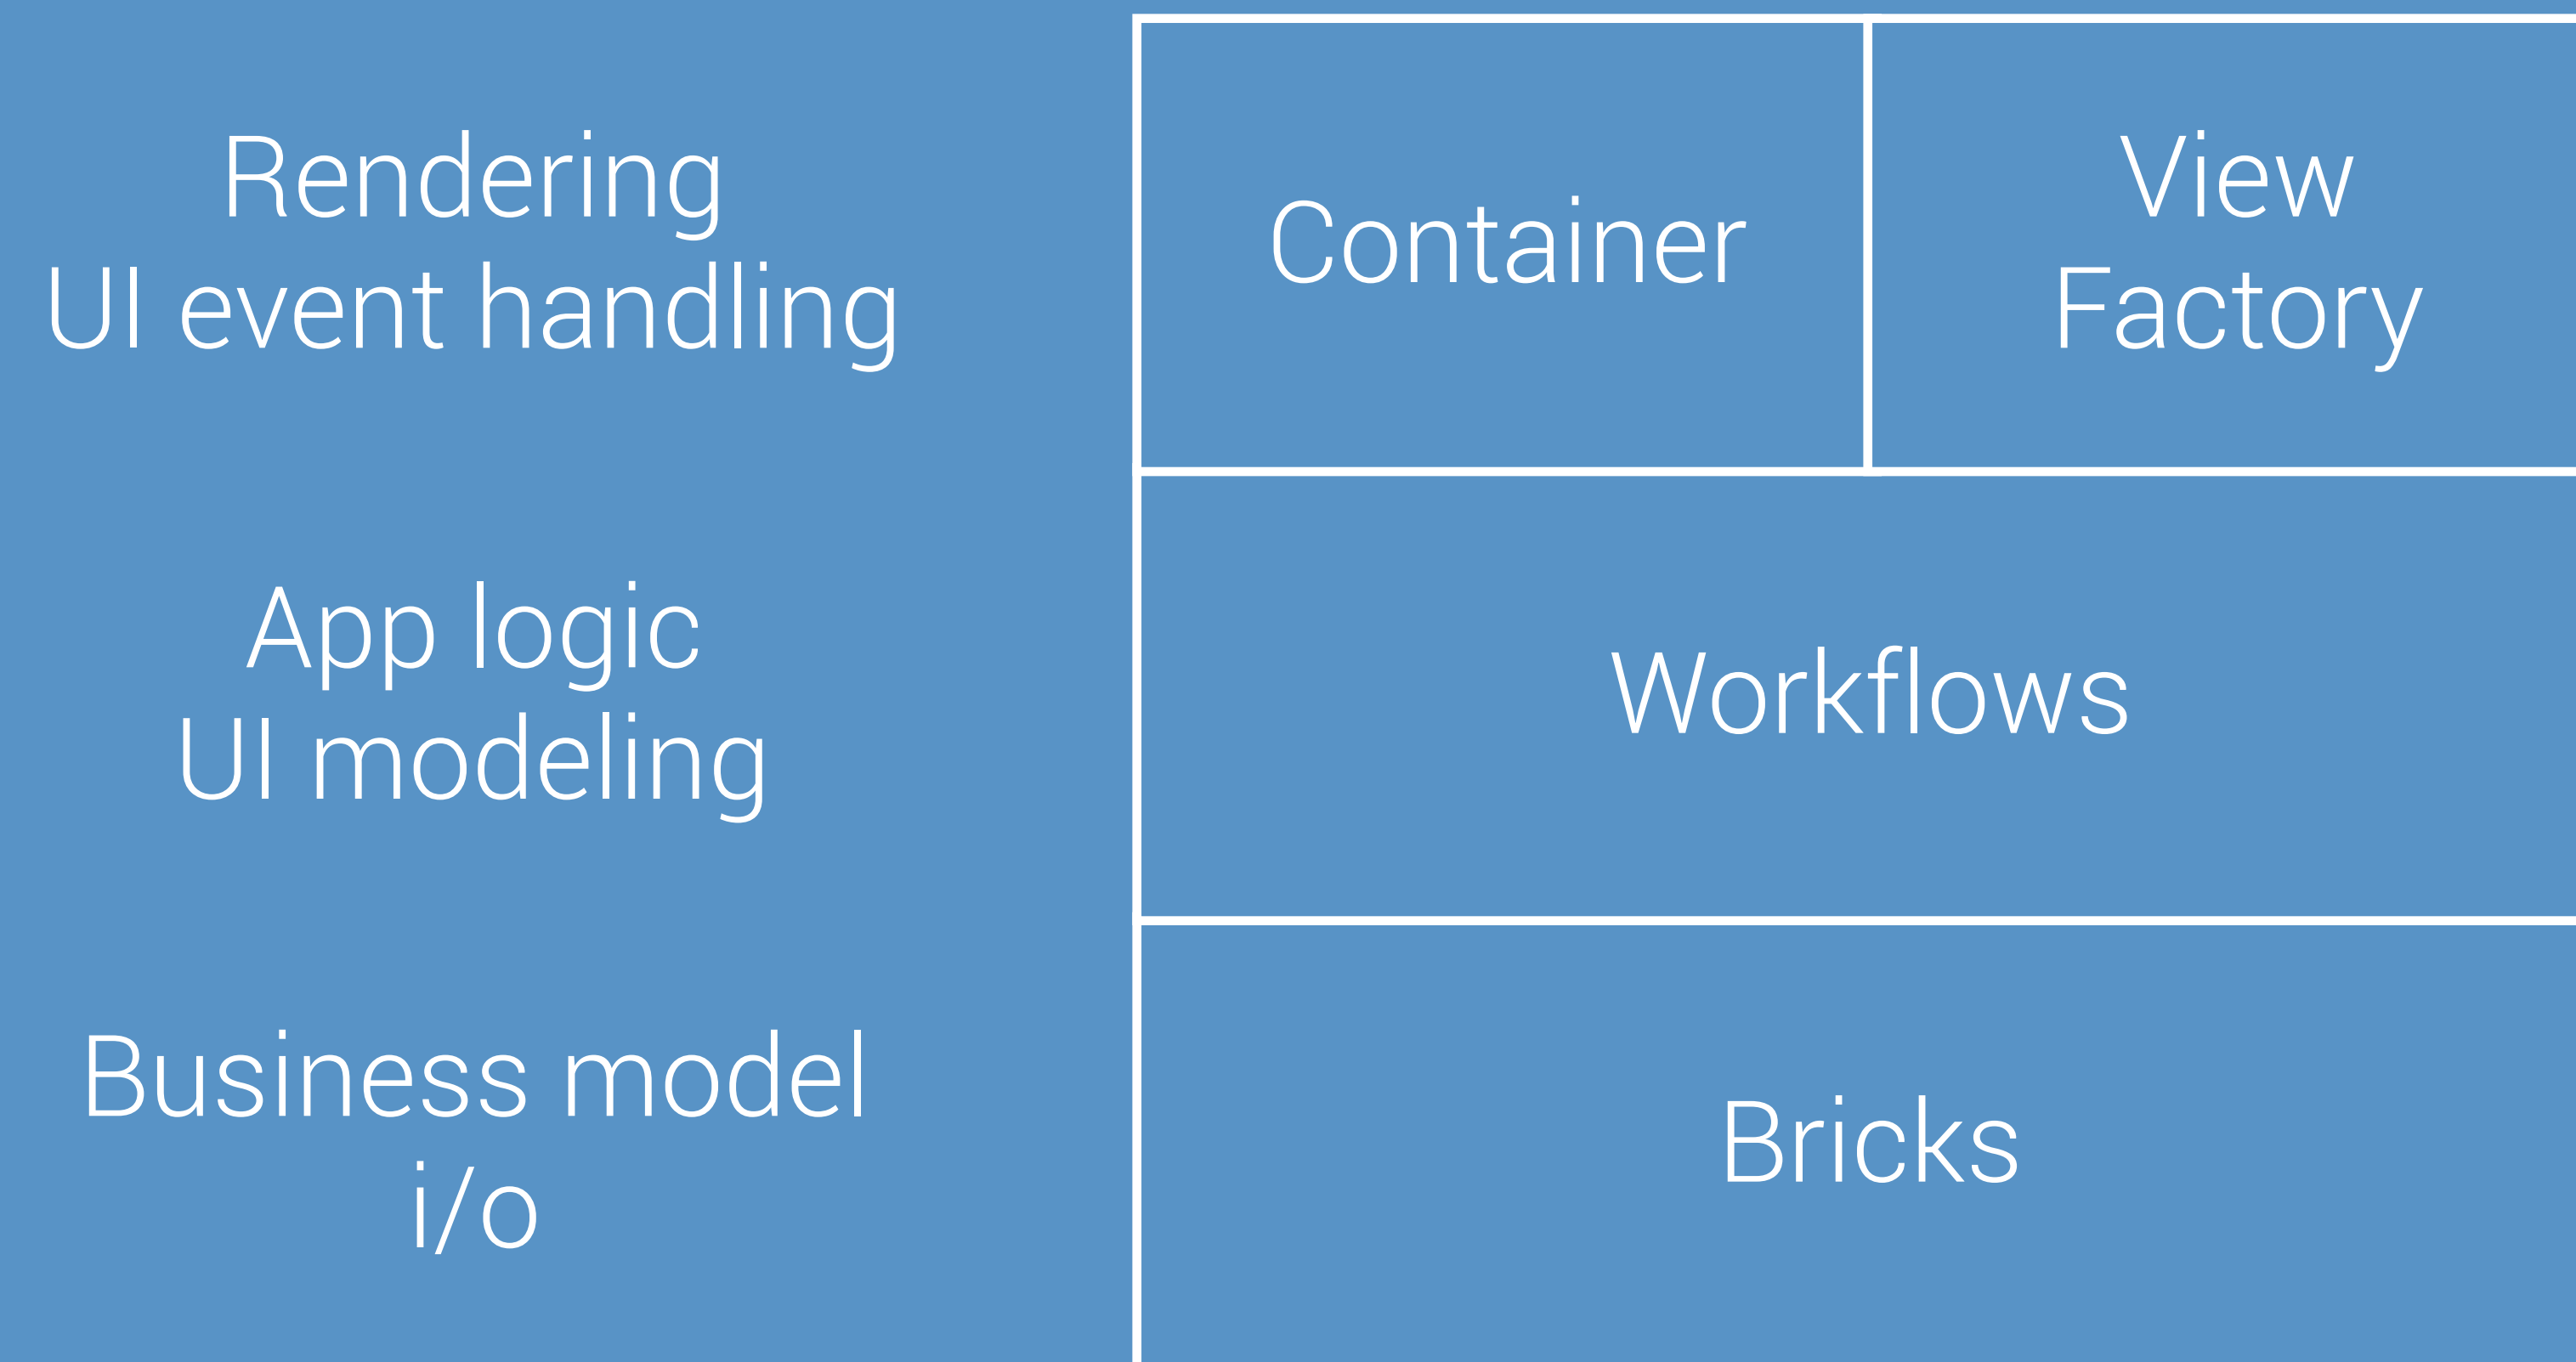 Rendering
UI event handling
Container
View
Factory
App logic
UI modeling
Workflows
Business model
i/o
Bricks